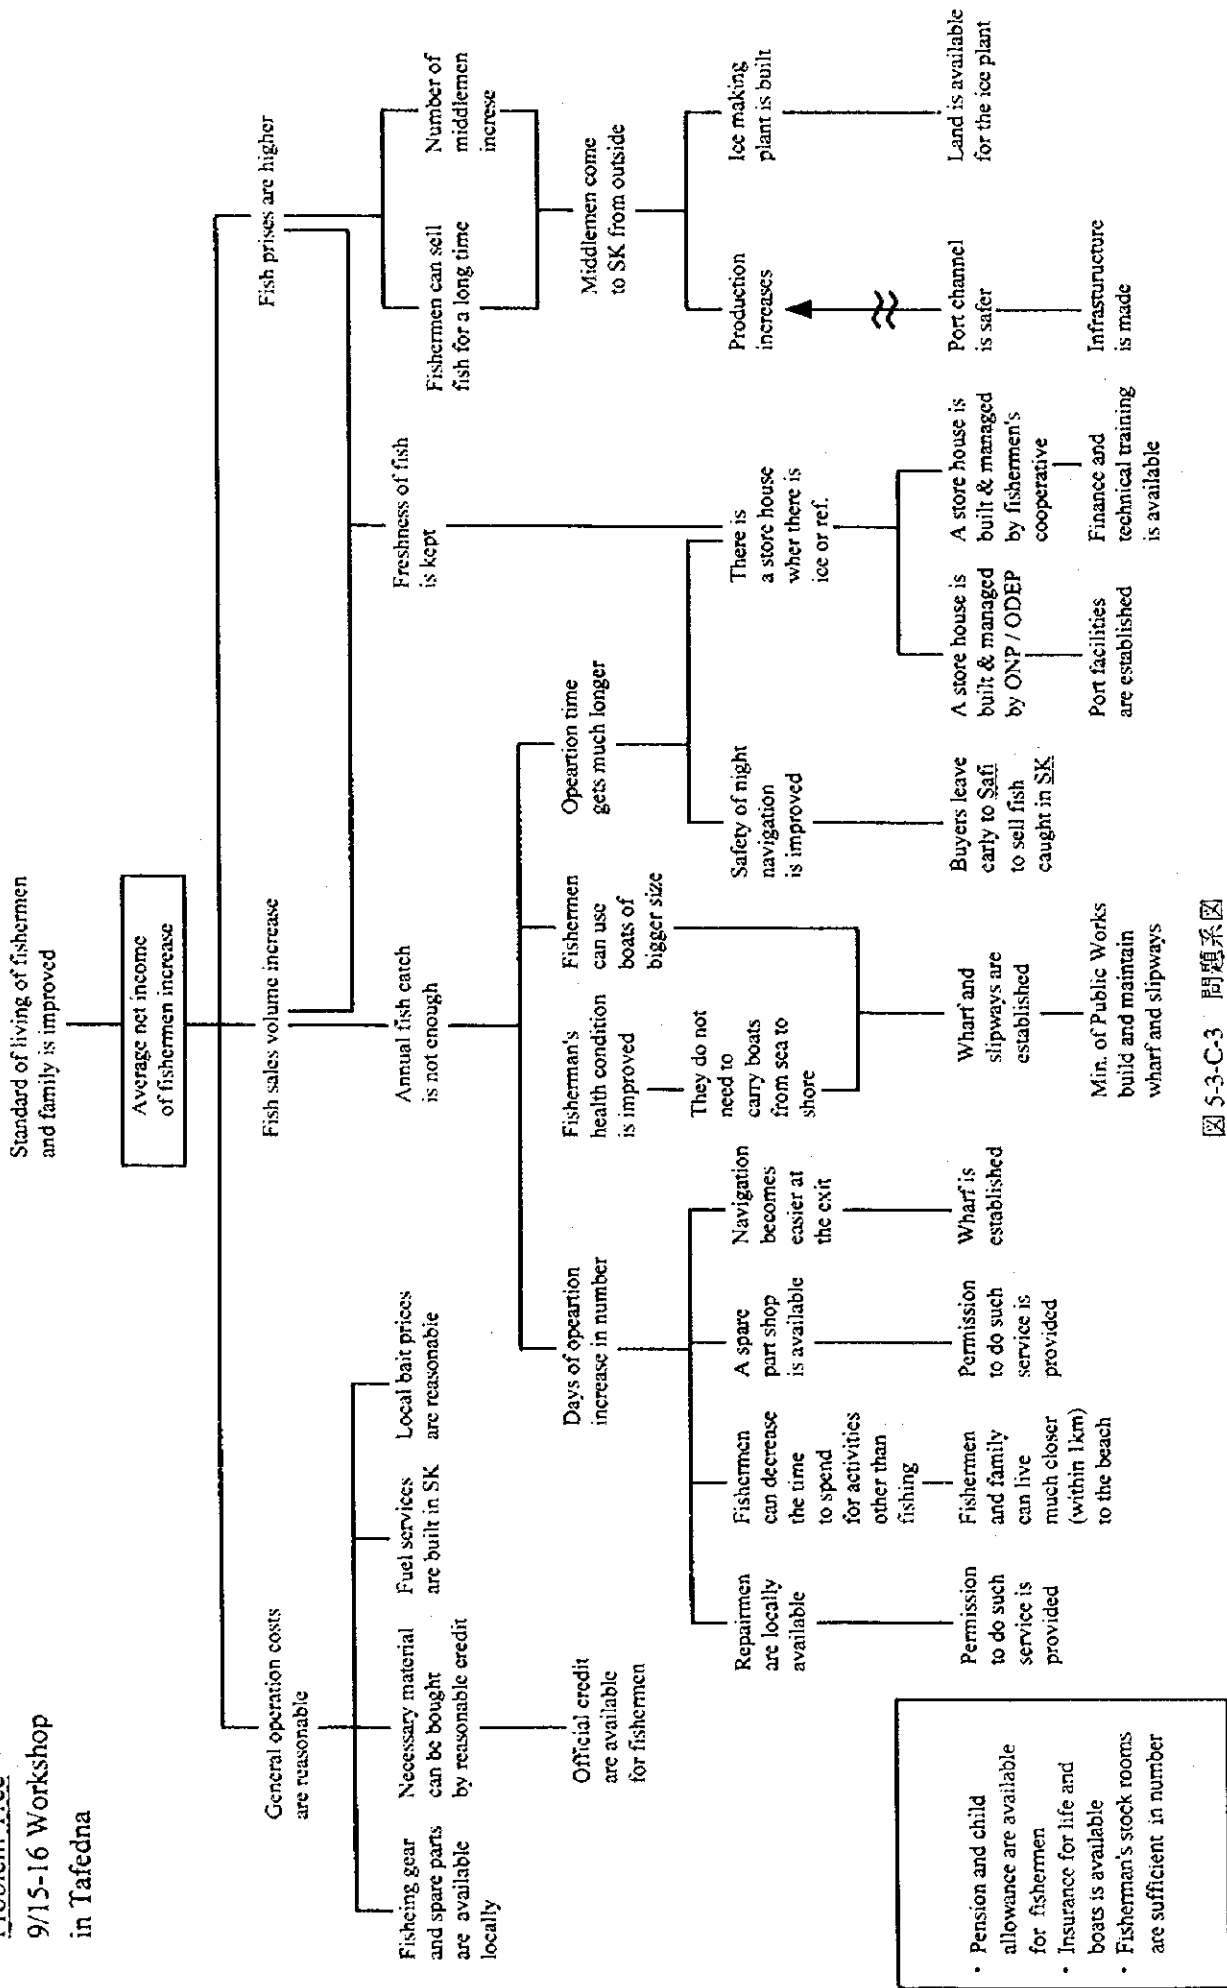 Problem Tree
9/15-16 Workshop
in Tafedna
Standard of living of fishermen
and family is improved
Average net income
of fishermen increase
General operation costs
are reasonable
Fish sales volume increase
Fish prises are higher
Fishcing gear
and spare parts
are available
locally
Necessary material
can be bought
by reasonable credit
Fuel services
are built in SK
Local bait prices
are reasonable
Annual fish catch
is not enough
Freshness of fish
is kept
Fishermen can sell
fish for a long time
Number of
middlemen
increse
Official credit
are available
for fishermen
Days of opeartion
increase in number
Fisherman's
health condition
is improved
Fishermen
can use
boats of
bigger size
Opeartion time
gets much longer
Middlemen come
to SK from outside
Repairmen
are locally
available
Fishermen
can decrease
the time
to spend
for activities
other than
fishing
A spare
part shop
is available
Navigation
becomes
easier at
the exit
They do not
need to
carry boats
from sea to
shore
Safety of night
navigation
is improved
There is
a store house
wher there is
ice or ref.
Production
increases
Ice making
plant is built
Permission
to do such
service is
provided
Fishermen
and family
can live
much closer
(within 1km)
to the beach
Permission
to do such
service is
provided
Wharf is
established
Wharf and
slipways are
established
Buyers leave
early to Safi
to sell fish
caught in SK
A store house is
built & managed
by ONP / ODEP
A store house is
built & managed
by fishermen's
cooperative
Port channel
is safer
Land is available
for the ice plant
Min. of Public Works
build and maintain
wharf and slipways
Port facilities
are established
Finance and
technical training
is available
Infrasturucture
is made
· Pension and child
allowance are available
for fishermen
· Insurance for life and
boats is available
· Fisherman's stock rooms
are sufficient in number
図 5-3-C-3 問題系図